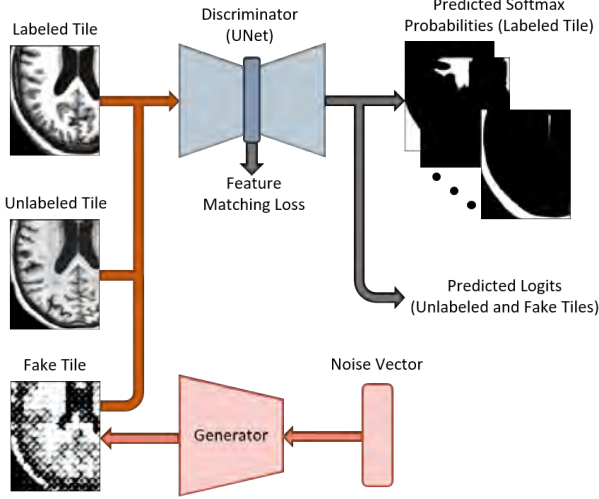 Labeled Tile
Discriminator
(UNet)
Predicted Softmax
Probabilities (Labeled Tile)
Feature
Matching Loss
Unlabeled Tile
Predicted Logits
(Unlabeled and Fake Tiles)
Fake Tile
Noise Vector
Generator